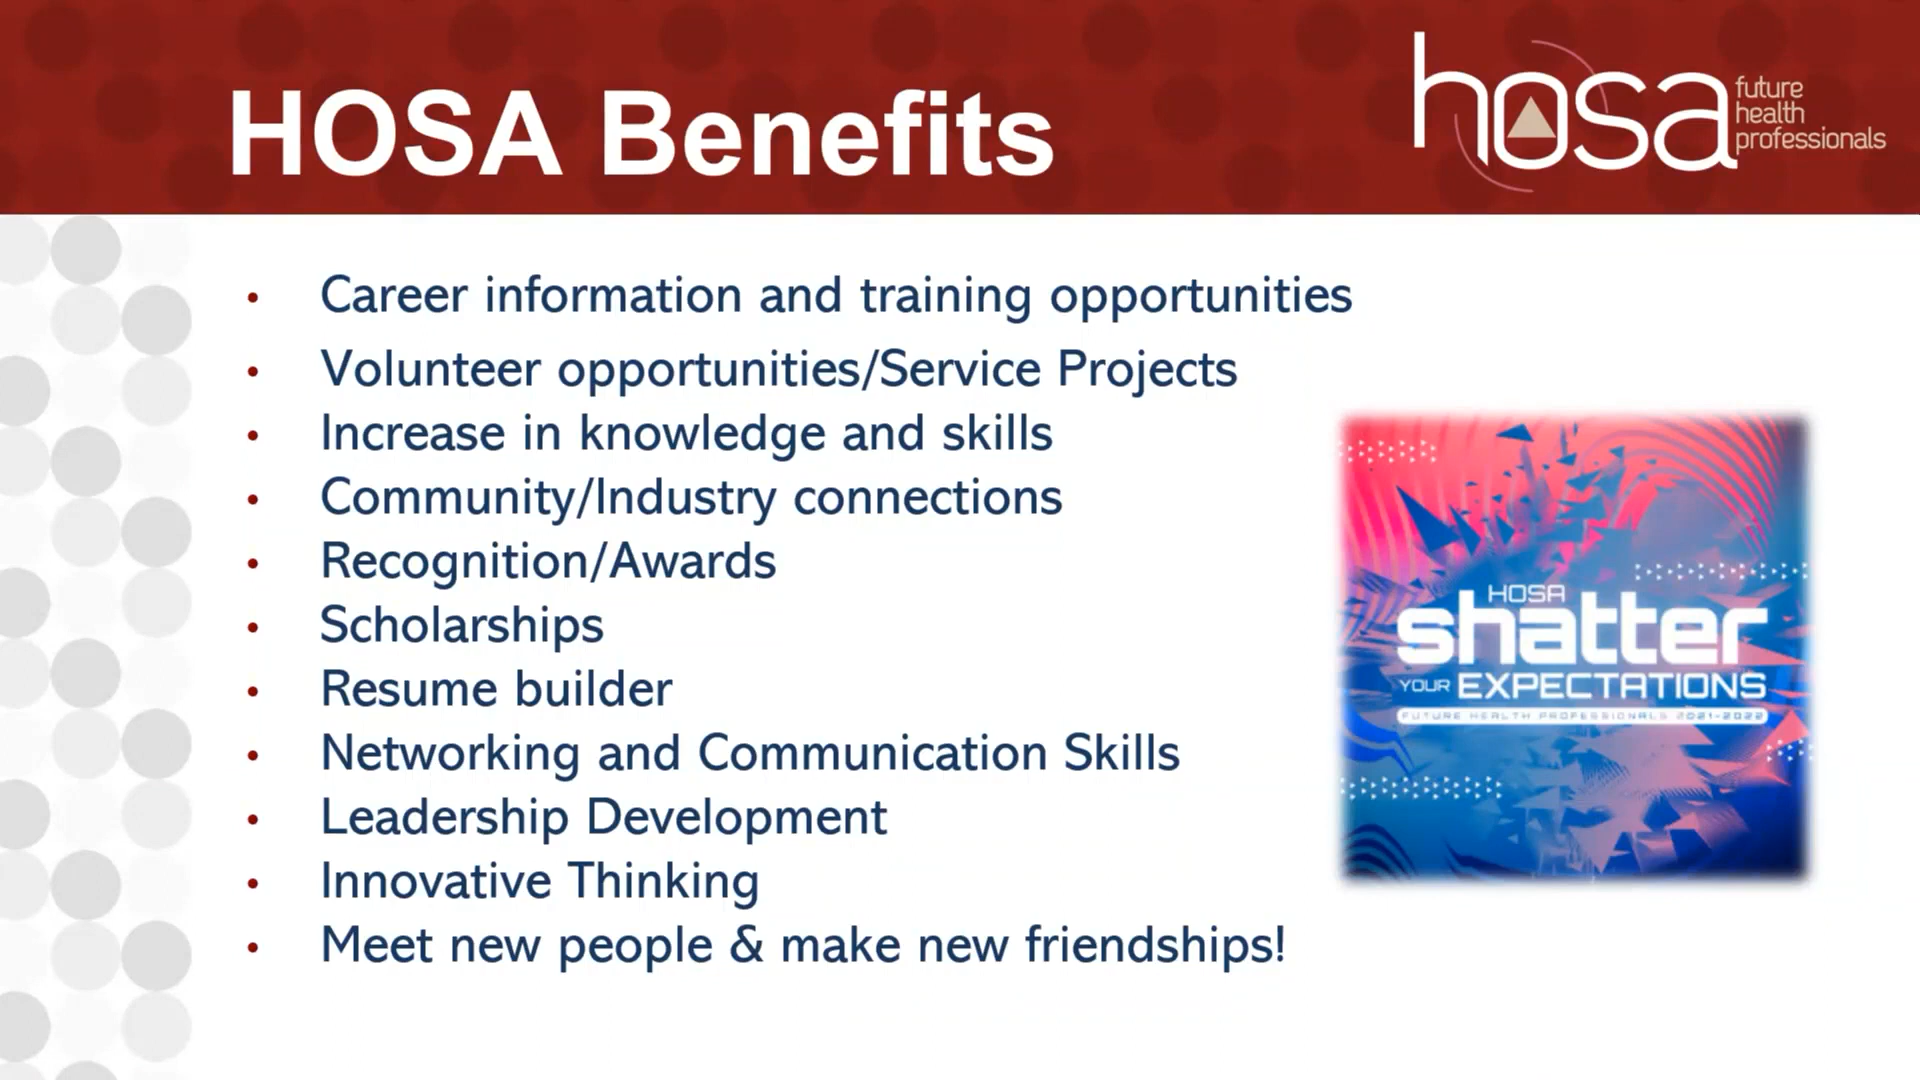 HOSA Benefits
hosa
future
health
professionals
• Career information and training opportunities
• Volunteer opportunities/Service Projects
• Increase in knowledge and skills
• Community/Industry connections
• Recognition/Awards
• Scholarships
• Resume builder
• Networking and Communication Skills
• Leadership Development
• Innovative Thinking
• Meet new people & make new friendships!
HOSA
shatter
YOUR EXPECTATIONS
FUTURE HEALTH PROFESSIONALS 2021-2022